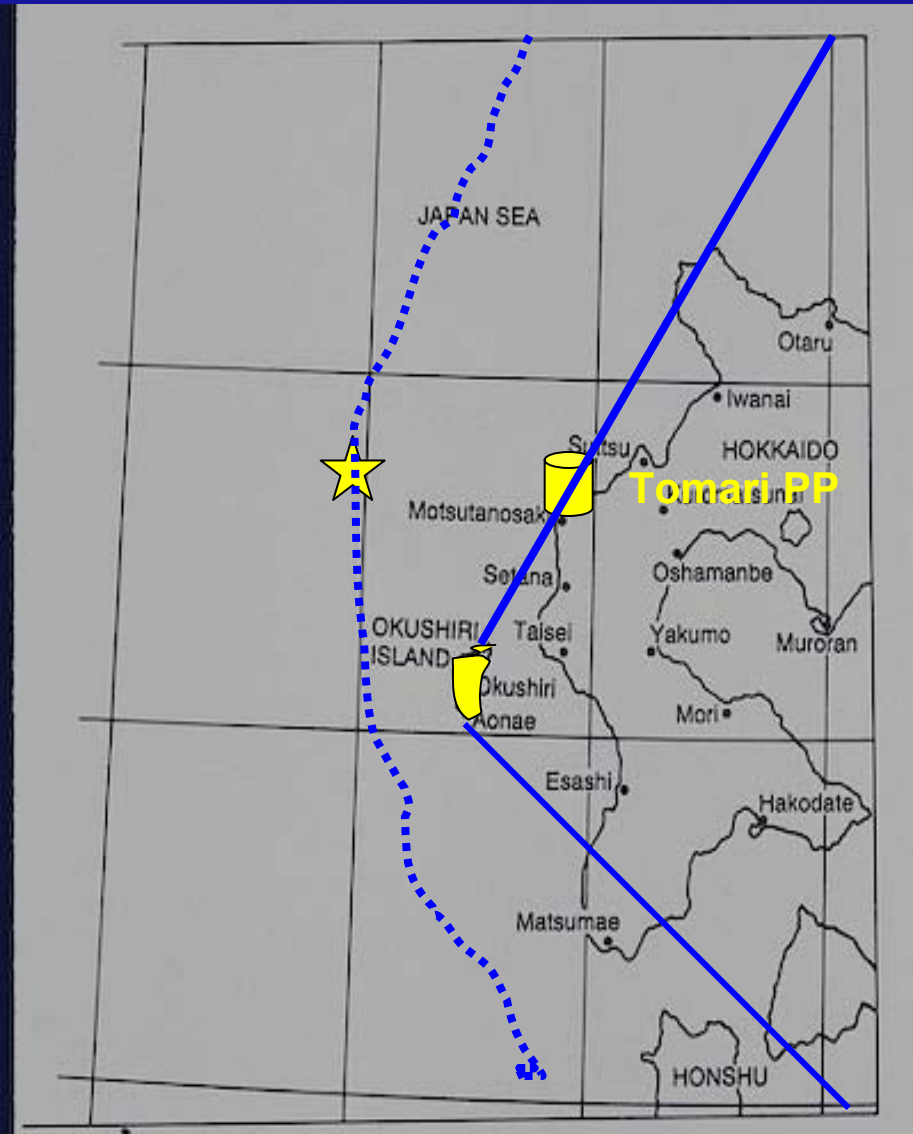 JAPAN SEA
Otaru
Iwanai
Suttsu
HOKKAIDO
Tomari PP
Motsutanosaki
Setana
Oshamanbe
OKUSHIRI
ISLAND
Taisei
Yakumo
Muroran
Okushiri
Aonae
Mori
Esashi
Hakodate
Matsumae
HONSHU